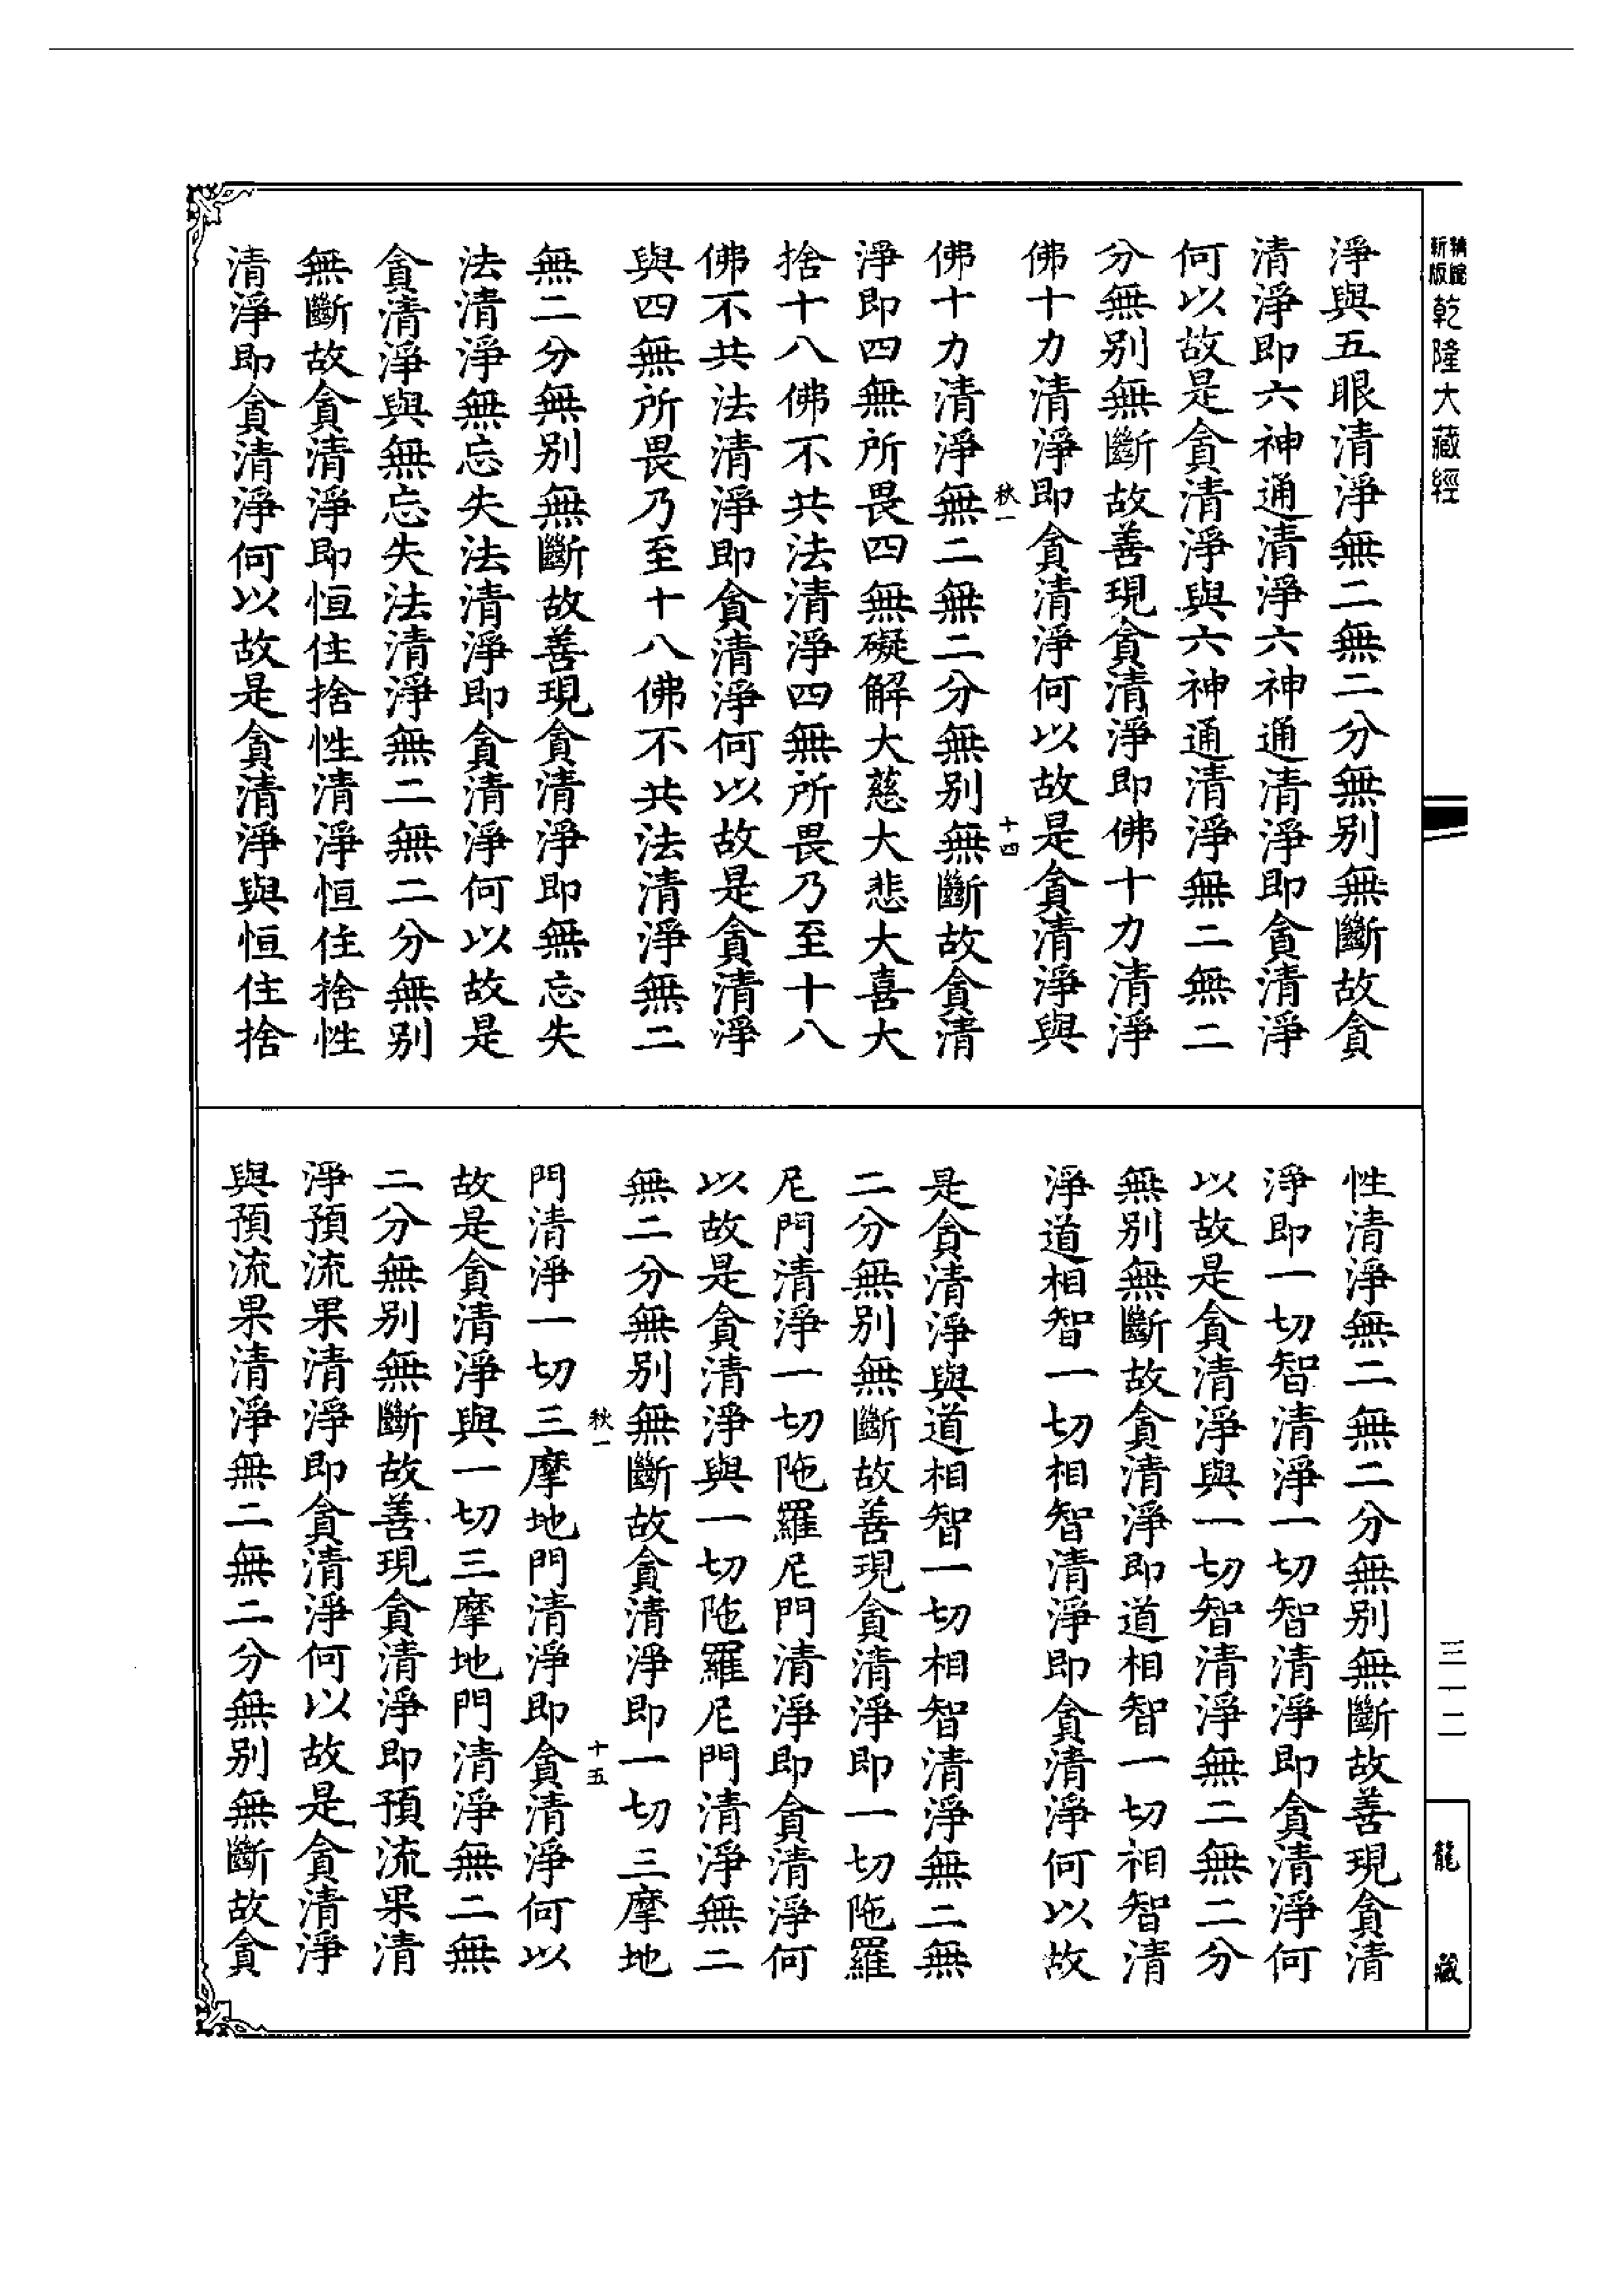 精縮新版
乾隆大藏經
淨與五眼清淨無二無二分無別無斷故貪
清淨即六神通清淨六神通清淨即貪清淨
何以故是貪清淨與六神通清淨無二無二
分無別無斷故善現貪清淨即佛十力清淨
佛十力清淨即貪清淨何以故是貪清淨與
秋一 十四
佛十力清淨無二無二分無別無斷故貪清
淨即四無所畏四無礙解大慈大悲大喜大
捨十八佛不共法清淨四無所畏乃至十八
佛不共法清淨即貪清淨何以故是貪清淨
與四無所畏乃至十八佛不共法清淨無二
無二分無別無斷故善現貪清淨即無忘失
法清淨無忘失法清淨即貪清淨何以故是
貪清淨與無忘失法清淨無二無二分無別
無斷故貪清淨即恒住捨性清淨恒住捨性
清淨即貪清淨何以故是貪清淨與恒住捨
性清淨無二無二分無別無斷故善現貪清
淨即一切智清淨一切智清淨即貪清淨何
以故是貪清淨與一切智清淨無二無二分
無別無斷故貪清淨即道相智一切相智清
淨道相智一切相智清淨即貪清淨何以故
是貪清淨與道相智一切相智清淨無二無
二分無別無斷故善現貪清淨即一切陀羅
尼門清淨一切陀羅尼門清淨即貪清淨何
以故是貪清淨與一切陀羅尼門清淨無二
無二分無別無斷故貪清淨即一切三摩地
秋一 十五
門清淨一切三摩地門清淨即貪清淨何以
故是貪清淨與一切三摩地門清淨無二無
二分無別無斷故善現貪清淨即預流果清
淨預流果清淨即貪清淨何以故是貪清淨
與預流果清淨無二無二分無別無斷故貪
三一二
龍藏